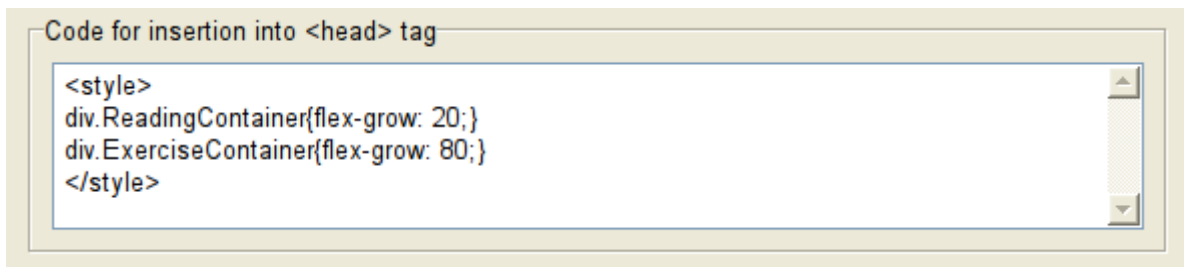 Code for insertion into <head> tag
<style>
div.ReadingContainer{flex-grow: 20;}
div.ExerciseContainer{flex-grow: 80;}
</style>